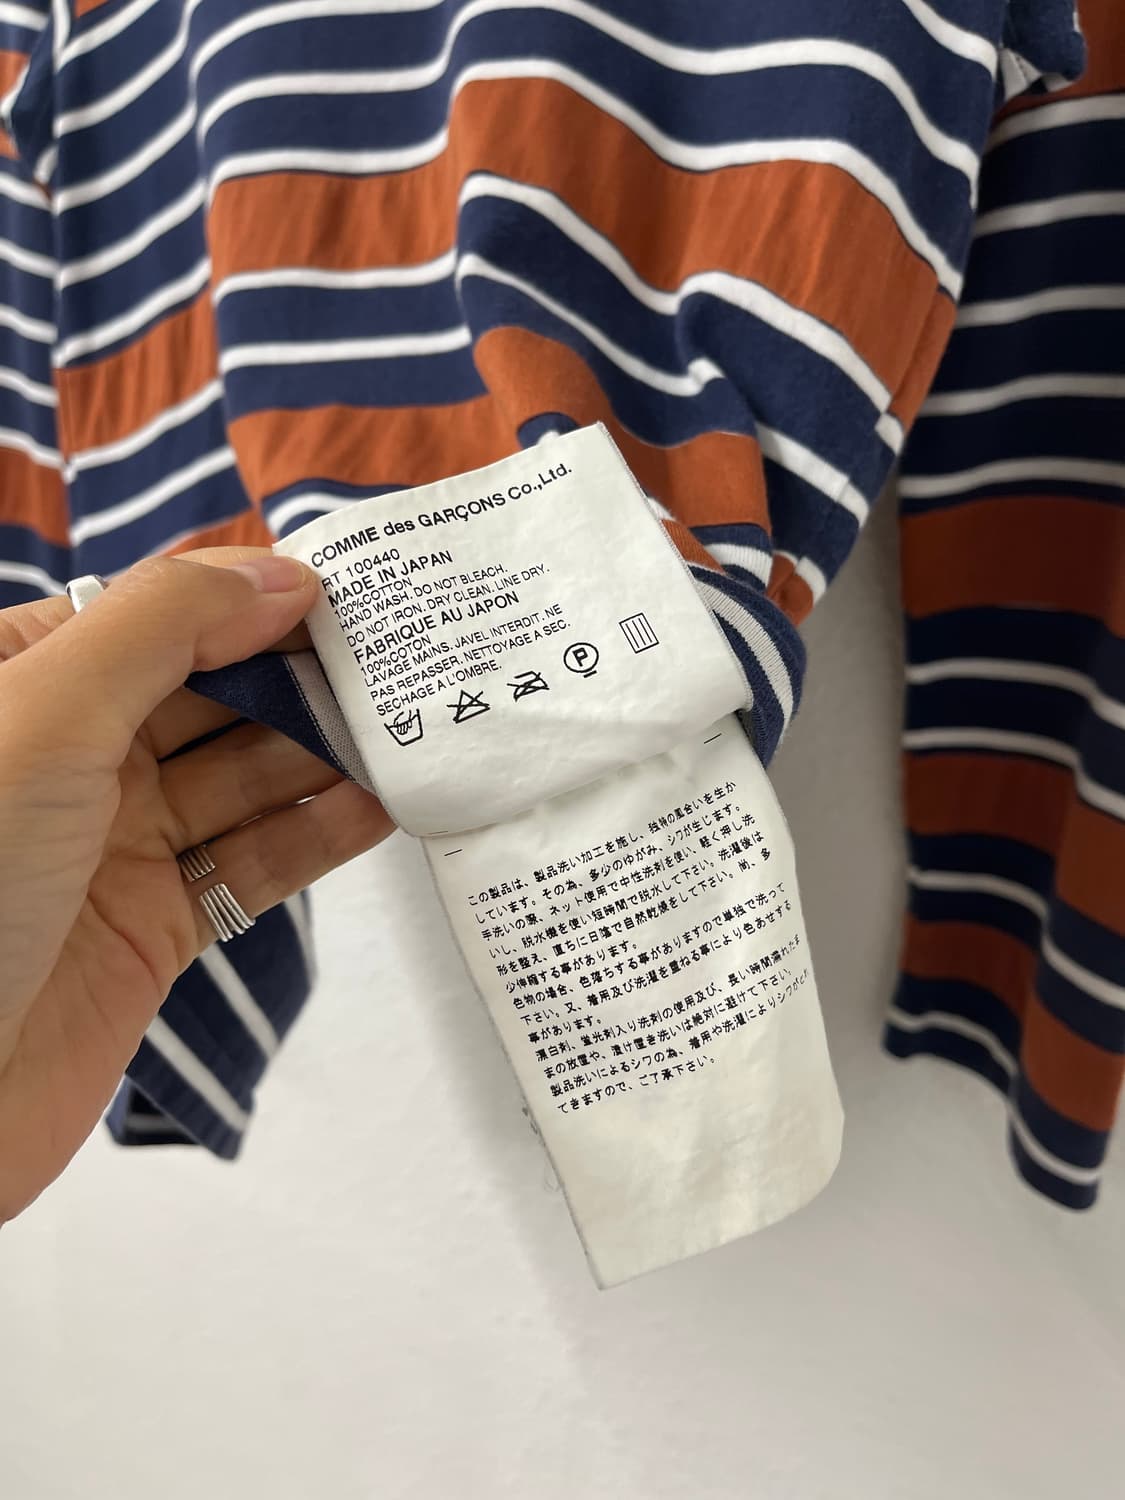 COMME des GARÇONS Co.,Ltd.
RT 100440
MADE IN JAPAN
100%COTTON
HAND WASH. DO NOT BLEACH.
DO NOT IRON. DRY CLEAN. LINE DRY.
FABRIQUE AU JAPON
100%COTON
LAVAGE MAINS. JAVEL INTERDIT. NE
PAS REPASSER. NETTOYAGE A SEC.
SECHAGE A L'OMBRE.
P
この製品は、製品洗い加工を施し、独特の風合いを生か
しています。その為、多少のゆがみ、シワが生じます。
手洗いの際、ネット使用で中性洗剤を使い、軽く押し洗
いし、脱水機を使い短時間で脱水して下さい。洗濯後は
形を整え、直ちに日陰で自然乾燥をして下さい。尚、多
少伸縮する事があります。
色物の場合、色落ちする事がありますので単独で洗って
下さい。又、着用及び洗濯を重ねる事により色あせする
事があります。
漂白剤、蛍光剤入り洗剤の使用及び、長い時間濡れたま
まの放置や、漬け置き洗いは絶対に避けて下さい。
製品洗いによるシワの為、着用や洗濯によりシワがで
てきますので、ご了承下さい。